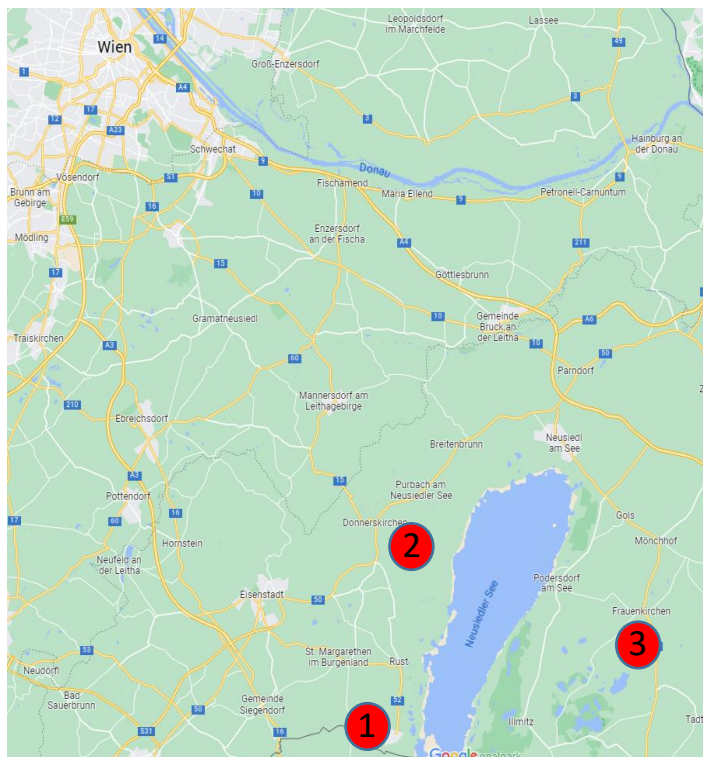 Leopoldsdorf
im Marchfelde
Lassee
14
49
Wien
Groß-Enzersdorf
1
A4
3
17
12
3
A23
Hainburg an
der Donau
Schwechat
9
Vösendorf
S1
Donau
9
Fischamend
Brunn am
Gebirge
10
Maria Ellend
9
Petronell-Carnuntum
16
E59
Enzersdorf
an der Fischa
Mödling
A4
211
15
17
Göttlesbrunn
Gramatneusiedl
10
Gemeinde
Bruck an
der Leitha
A6
Traiskirchen
A3
10
50
60
Parndorf
Mannersdorf am
Leithagebirge
210
Ebreichsdorf
Breitenbrunn
Neusiedl
am See
A3
15
Purbach am
Neusiedler See
Pottendorf
16
Gols
17
60
Donnerskirchen
Hornstein
2
Mönchhof
Neufeld an
der Leitha
Podersdorf
am See
Eisenstadt
50
Neusiedler See
Frauenkirchen
3
53
St. Margarethen
im Burgenland
Rust
Neudörfl
Bad
Sauerbrunn
Gemeinde
Siegendorf
52
50
1
Illmitz
Tadt
S31
16
Google